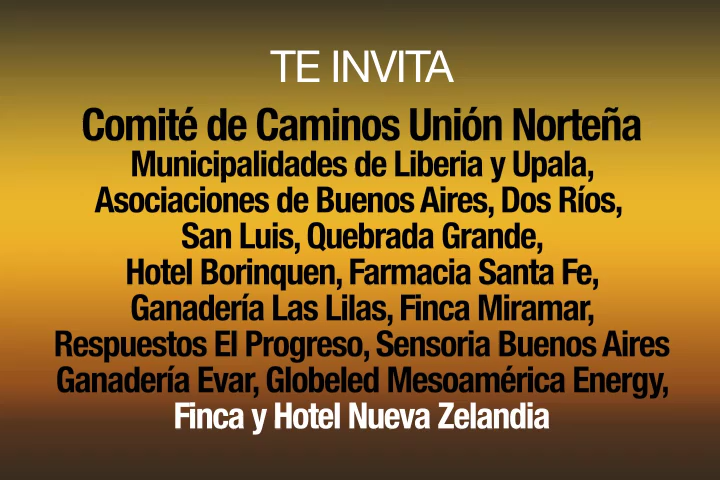 TE INVITA
Comité de Caminos Unión Norteña
Municipalidades de Liberia y Upala,
Asociaciones de Buenos Aires, Dos Ríos,
San Luis, Quebrada Grande,
Hotel Borinquen, Farmacia Santa Fe,
Ganadería Las Lilas, Finca Miramar,
Respuestos El Progreso, Sensoria Buenos Aires
Ganadería Evar, Globeled Mesoamérica Energy,
Finca y Hotel Nueva Zelandia